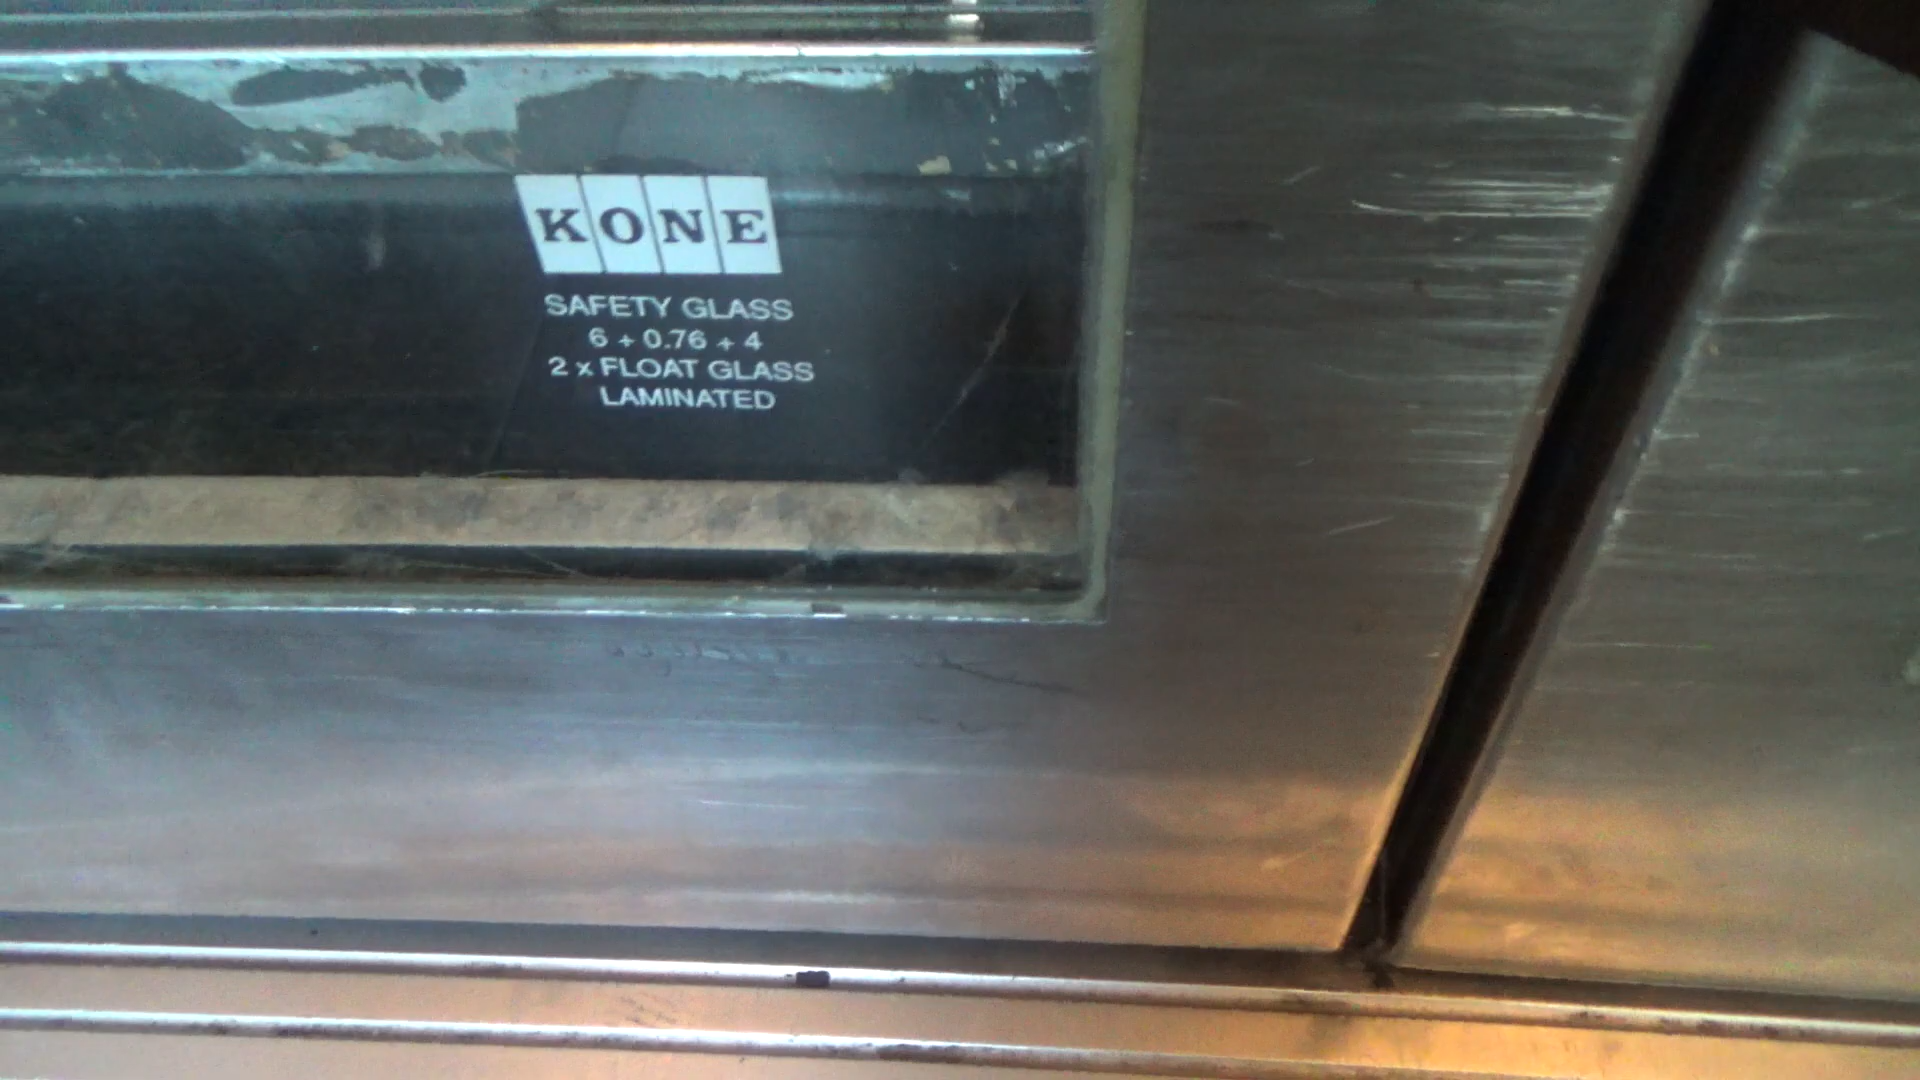 KONE
SAFETY GLASS
6 + 0.76 + 4
2 x FLOAT GLASS
LAMINATED